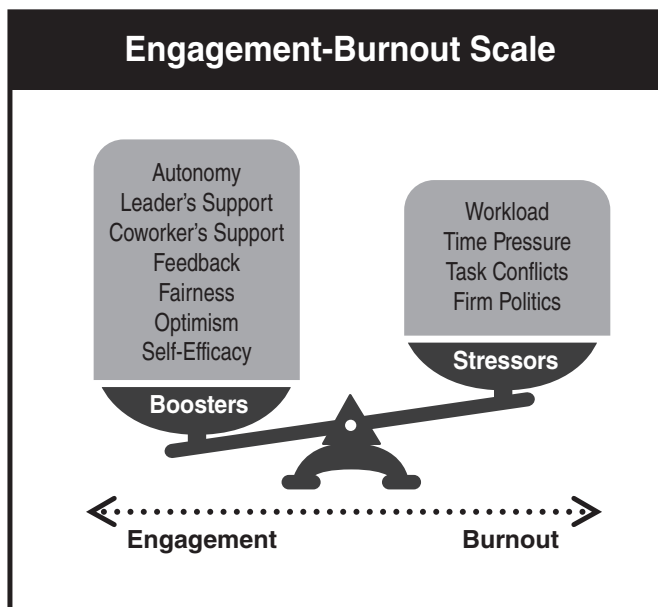 Engagement-Burnout Scale
Autonomy
Leader's Support
Coworker's Support
Feedback
Fairness
Optimism
Self-Efficacy
Boosters
Workload
Time Pressure
Task Conflicts
Firm Politics
Stressors
Engagement
Burnout